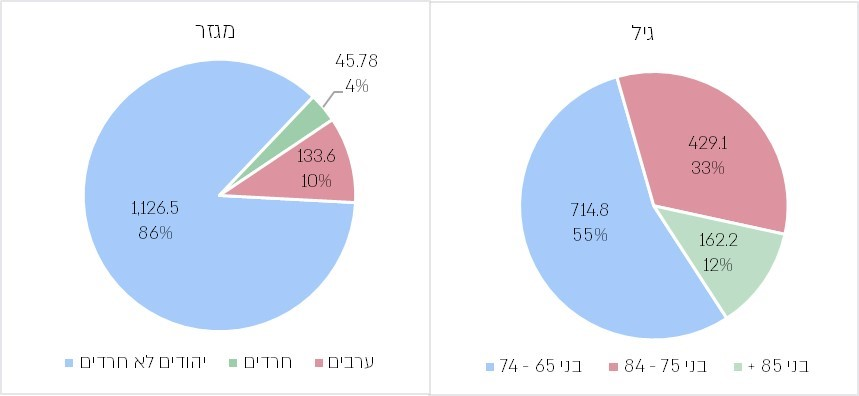 מגזר
45.78
4%
133.6
10%
1,126.5
86%
יהודים לא חרדים
חרדים
ערבים
גיל
429.1
33%
714.8
55%
162.2
12%
בני 65 - 74
בני 75 - 84
בני 85 +